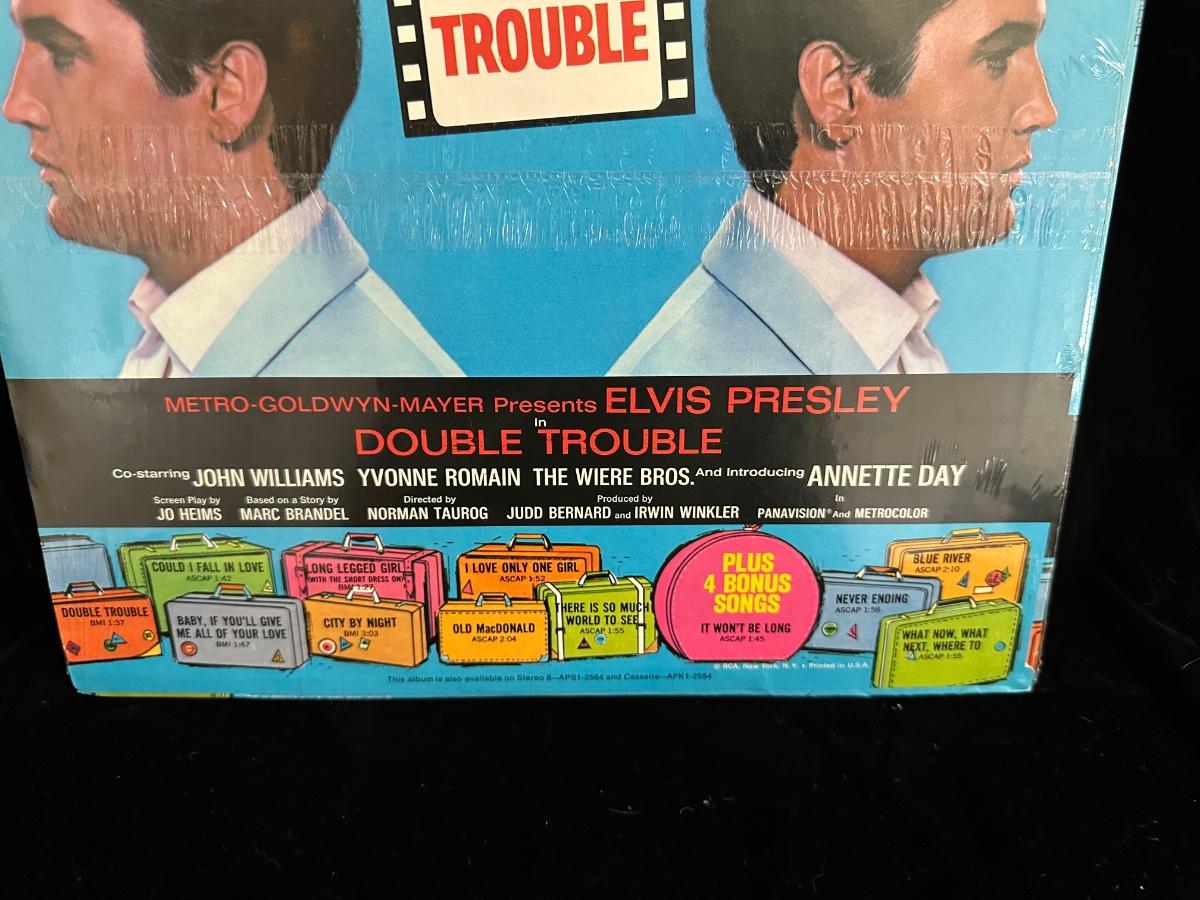 TROUBLE
METRO-GOLDWYN-MAYER Presents ELVIS PRESLEY
in
DOUBLE TROUBLE
Co-starring JOHN WILLIAMS YVONNE ROMAIN THE WIERE BROS. And Introducing ANNETTE DAY
Screen Play by
JO HEIMS
Based on a Story by
MARC BRANDEL
Directed by
NORMAN TAUROG
Produced by
JUDD BERNARD and IRWIN WINKLER
In
PANAVISION® And METROCOLOR
DOUBLE TROUBLE
BMI 1:37
COULD I FALL IN LOVE
ASCAP 1:42
BABY, IF YOU'LL GIVE
ME ALL OF YOUR LOVE
BMI 1:47
LONG LEGGED GIRL
(WITH THE SHORT DRESS ON)
BMI 1:27
CITY BY NIGHT
BMI 3:03
I LOVE ONLY ONE GIRL
ASCAP 1:52
OLD MacDONALD
ASCAP 2:04
THERE IS SO MUCH
WORLD TO SEE
ASCAP 1:55
PLUS
4 BONUS
SONGS
IT WON'T BE LONG
ASCAP 1:45
NEVER ENDING
ASCAP 1:58
BLUE RIVER
ASCAP 2:10
WHAT NOW, WHAT
NEXT, WHERE TO
ASCAP 1:55
© RCA, New York, N.Y. • Printed in U.S.A.
This album is also available on Stereo 8—APS1-2564 and Cassette—APK1-2564